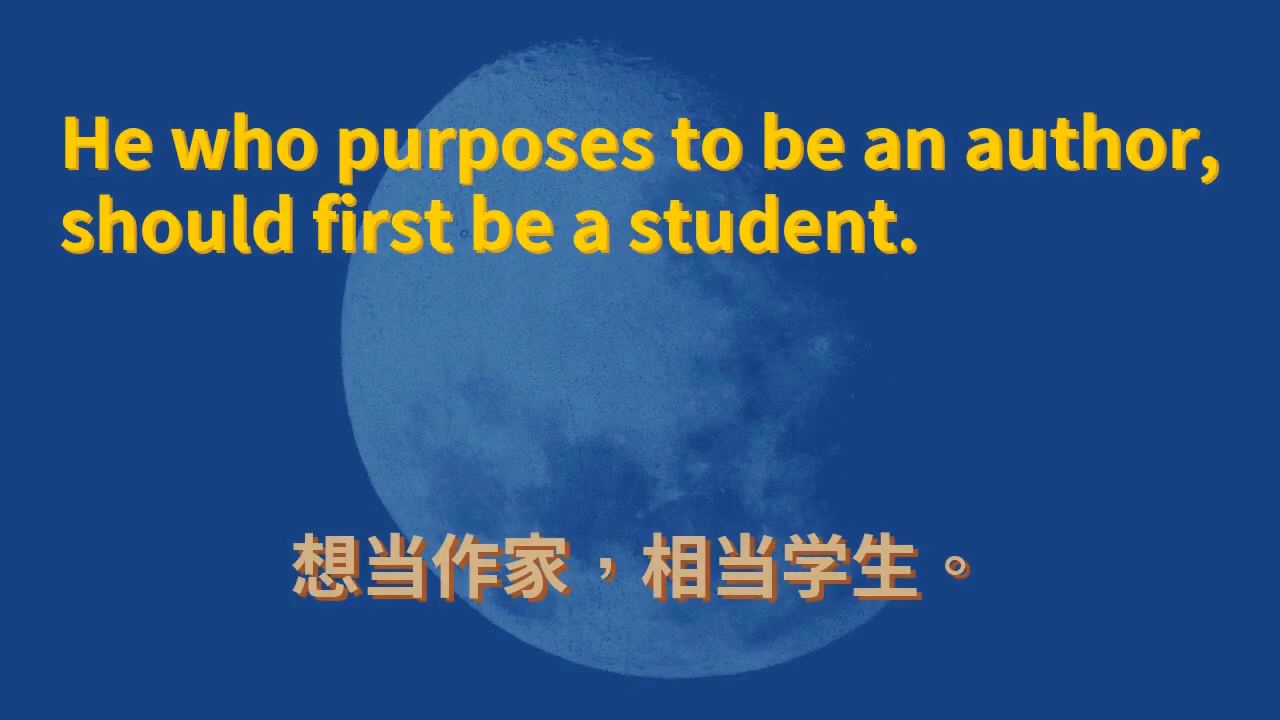 He who purposes to be an author,
should first be a student.
想当作家，相当学生。